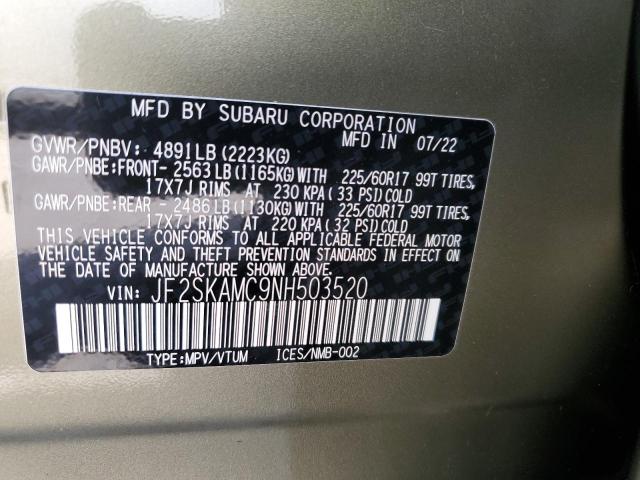 MFD BY SUBARU CORPORATION
GVWR/PNBV: 4891LB (2223KG) MFD IN 07/22
GAWR/PNBE:FRONT- 2563LB(1165KG)WITH 225/60R17 99T TIRES,
17X7J RIMS AT 230 KPA ( 33 PSI) COLD
GAWR/PNBE:REAR - 2486LB(1130KG)WITH 225/60R17 99T TIRES,
17X7J RIMS AT 220 KPA ( 32 PSI) COLD
THIS VEHICLE CONFORMS TO ALL APPLICABLE FEDERAL MOTOR
VEHICLE SAFETY AND THEFT PREVENTION STANDARDS IN EFFECT ON
THE DATE OF MANUFACTURE SHOWN ABOVE.
VIN: JF2SKAMC9NH503520
TYPE:MPV/VTUM ICES/NMB-002